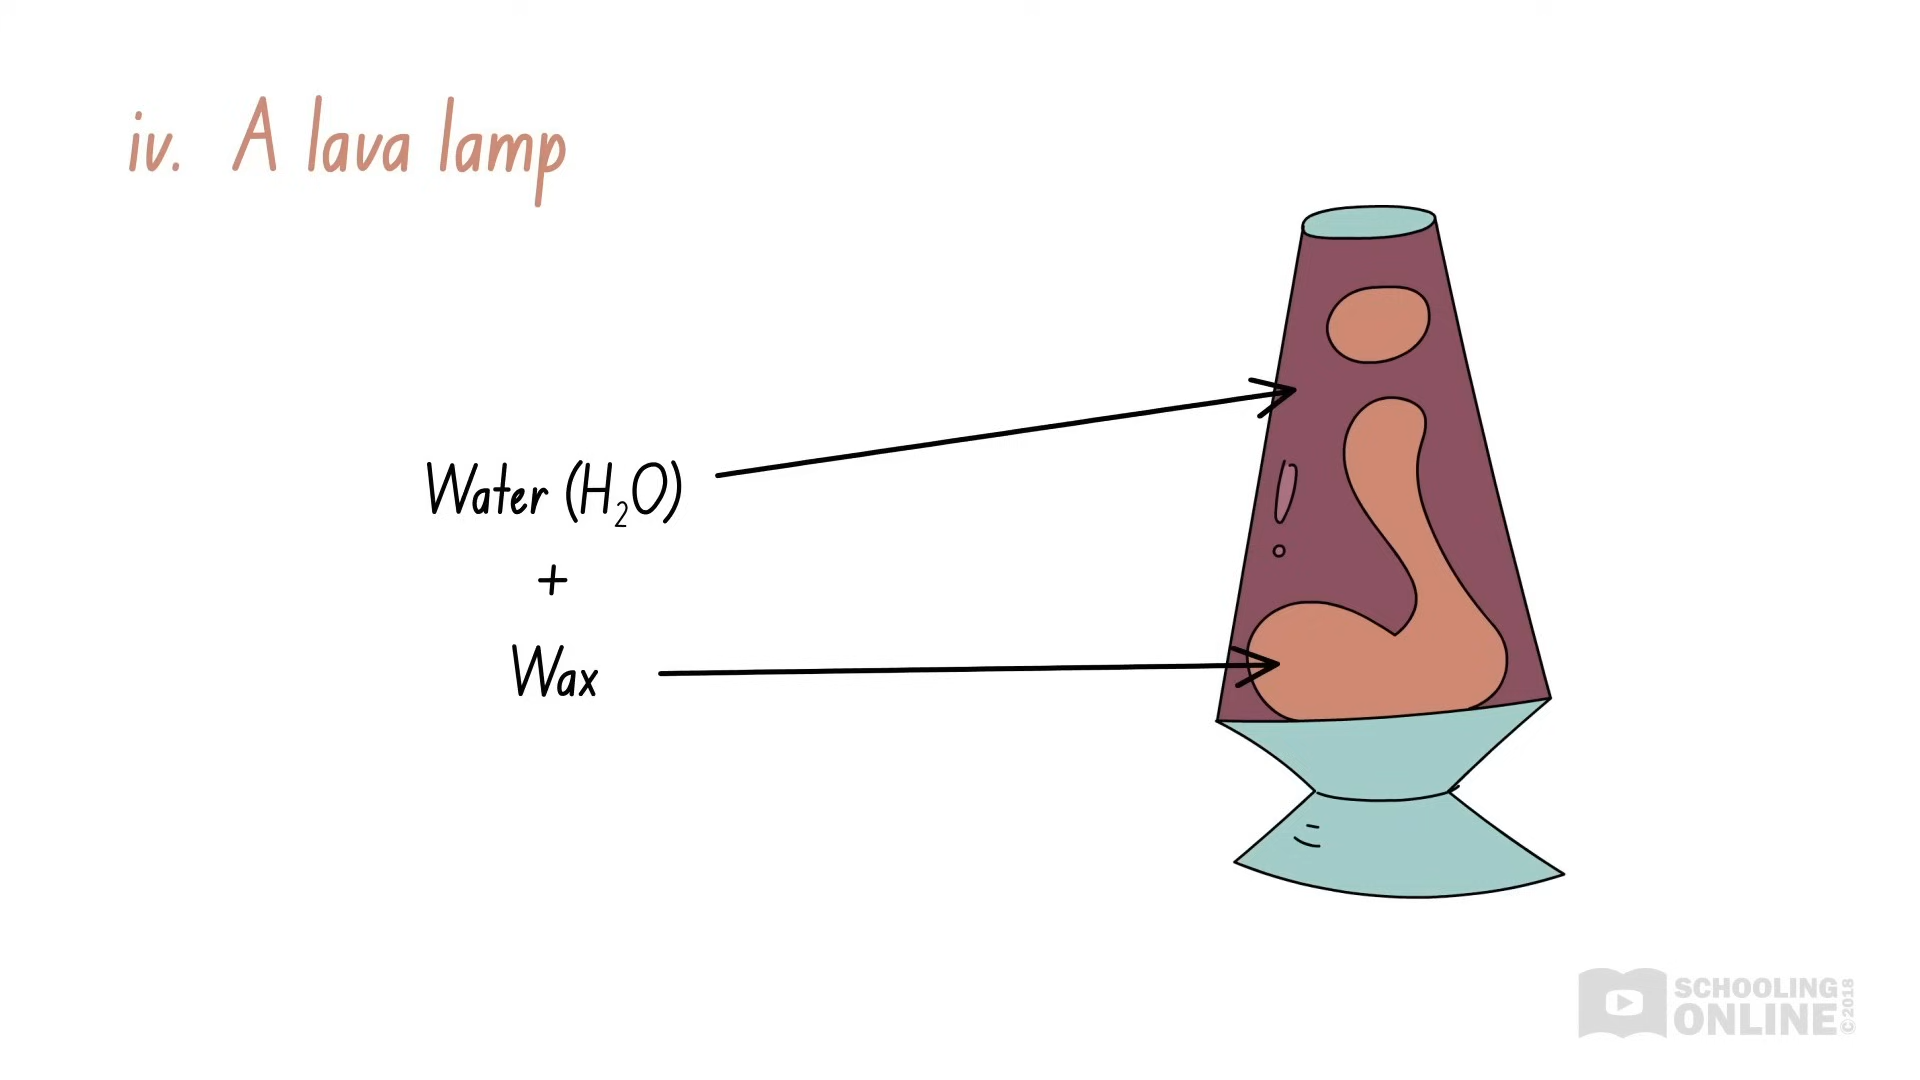 iv. A lava lamp
Water (H₂O)
+
Wax
SCHOOLING
ONLINE
©2018